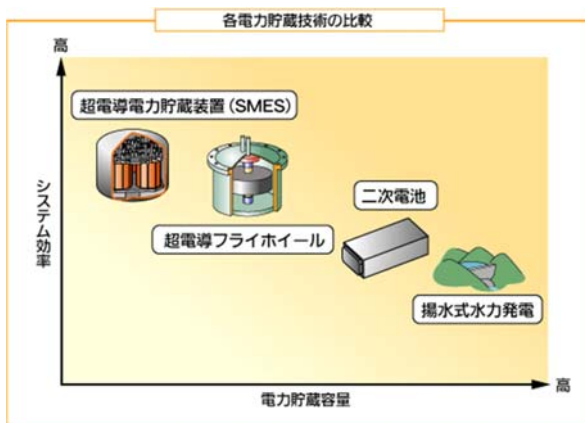 各電力貯蔵技術の比較
高
超電導電力貯蔵装置(SMES)
超電導フライホイール
二次電池
揚水式水力発電
システム効率
電力貯蔵容量
高